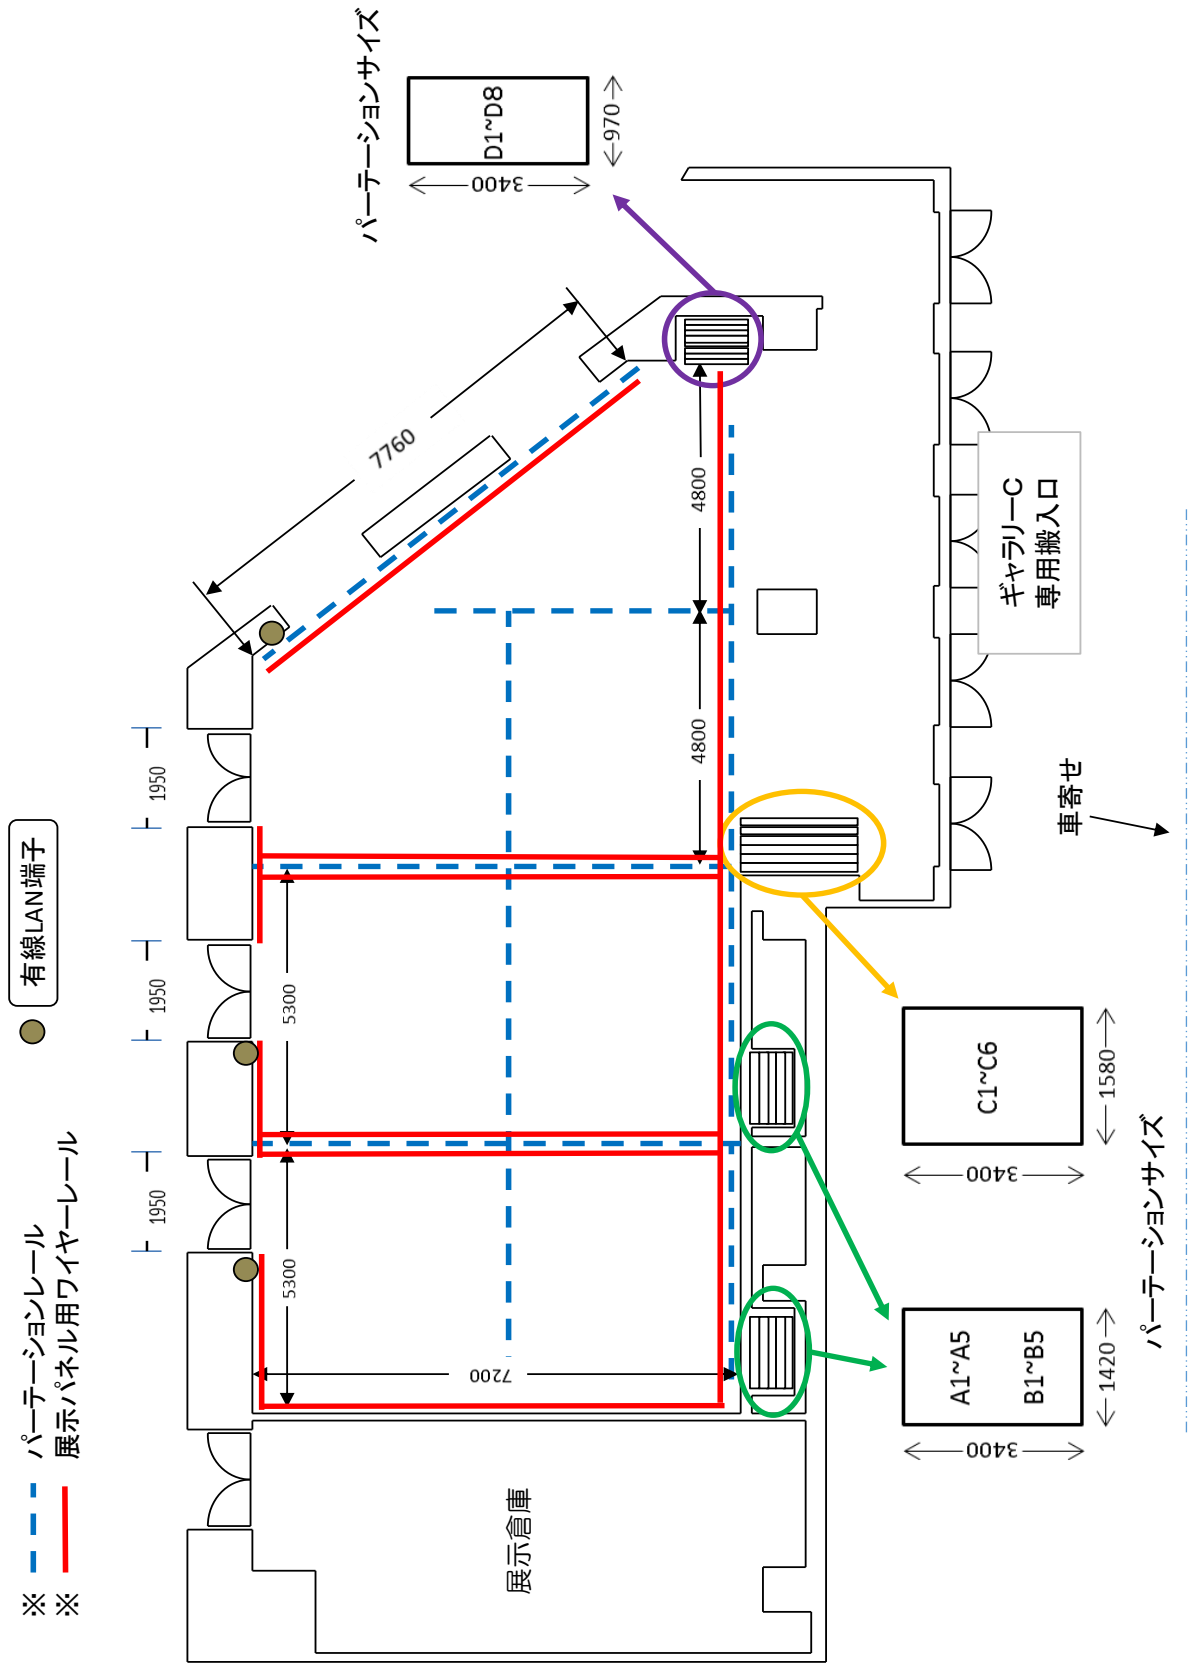 ※ パーテーションレール
※ 展示パネル用ワイヤーレール
有線LAN端子
1950
1950
1950
5300
5300
7200
7760
4800
4800
展示倉庫
パーテーションサイズ
D1~D8
3400
970
ギャラリーC
専用搬入口
車寄せ
C1~C6
3400
1580
A1~A5
B1~B5
3400
1420
パーテーションサイズ